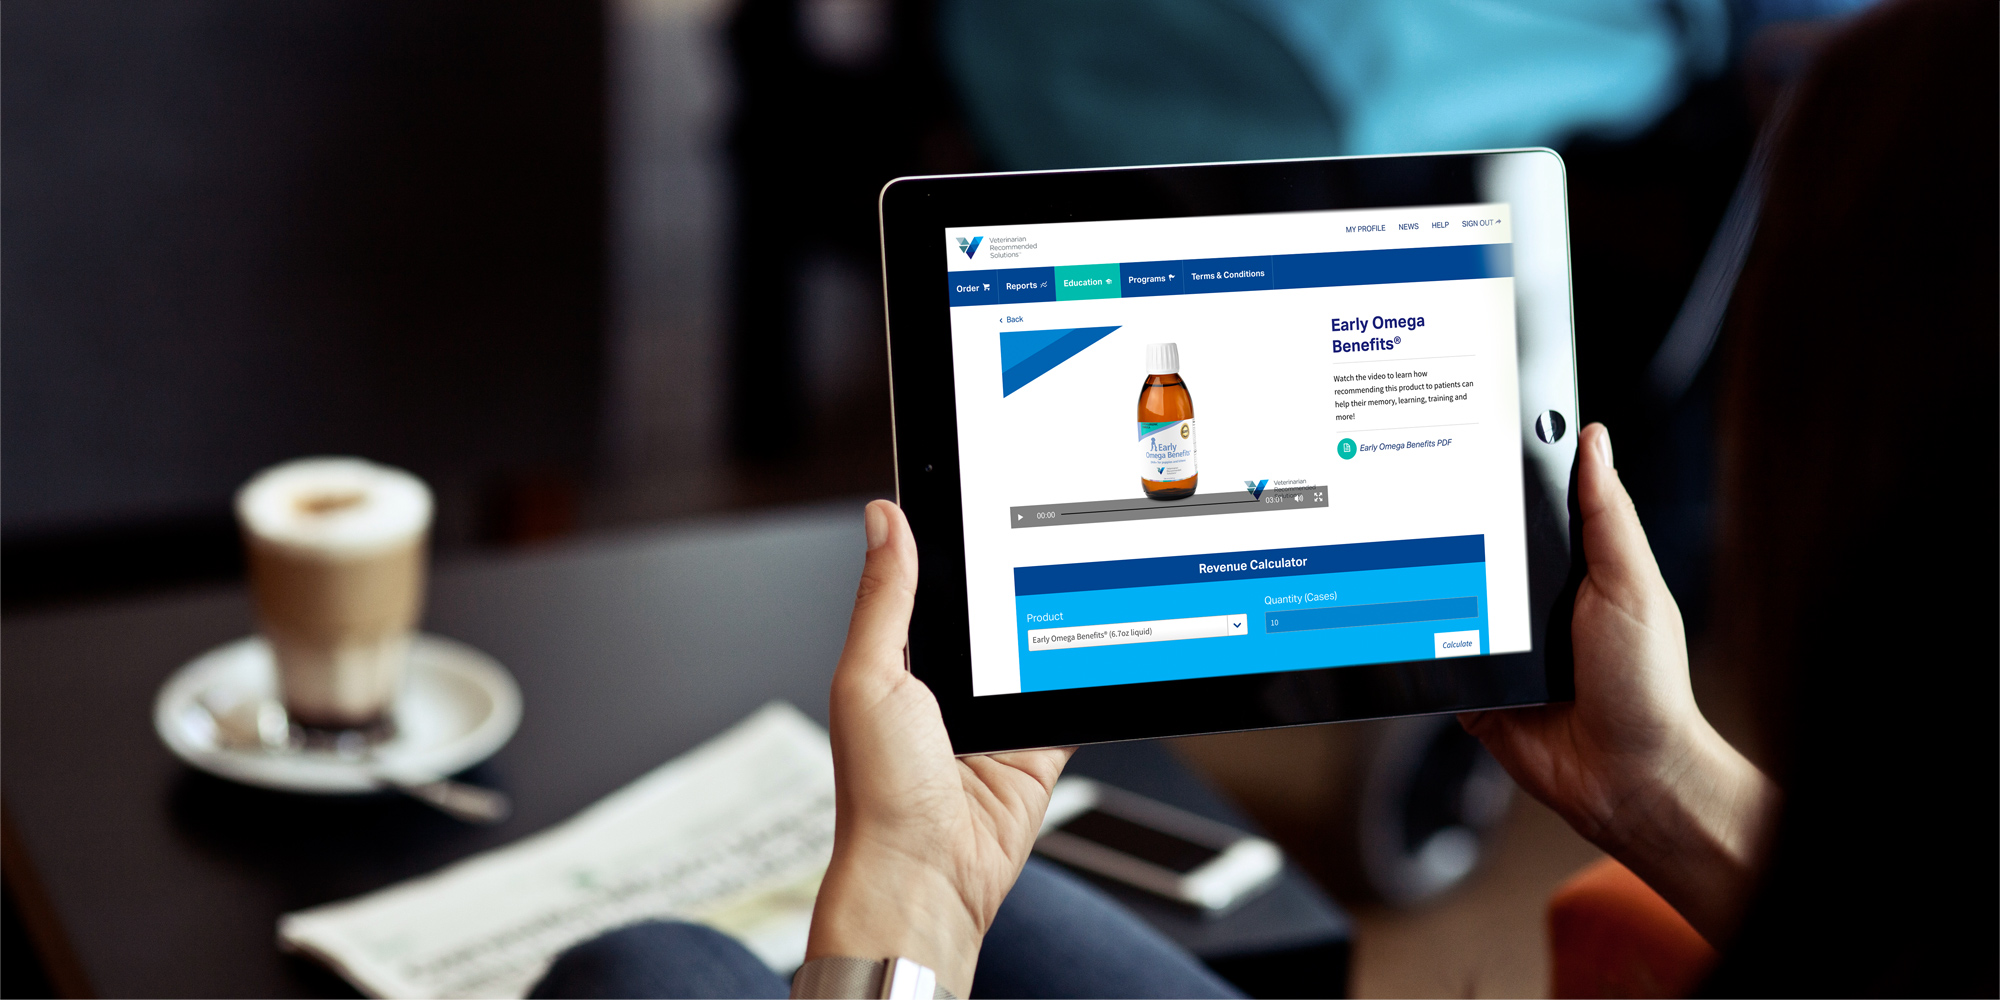 Veterinarian
Recommended
Solutions
MY PROFILE NEWS HELP SIGN OUT
Order Reports Education Programs Terms & Conditions
Back
Early Omega
Benefits®
Watch the video to learn how
recommending this product to patients can
help their memory, learning, training and
more!
Early Omega Benefits PDF
Early
Omega Benefits
Veterinarian
Recommended
00:00 03:01
Revenue Calculator
Product
Early Omega Benefits® (6.7oz liquid)
Quantity (Cases)
10
Calculate